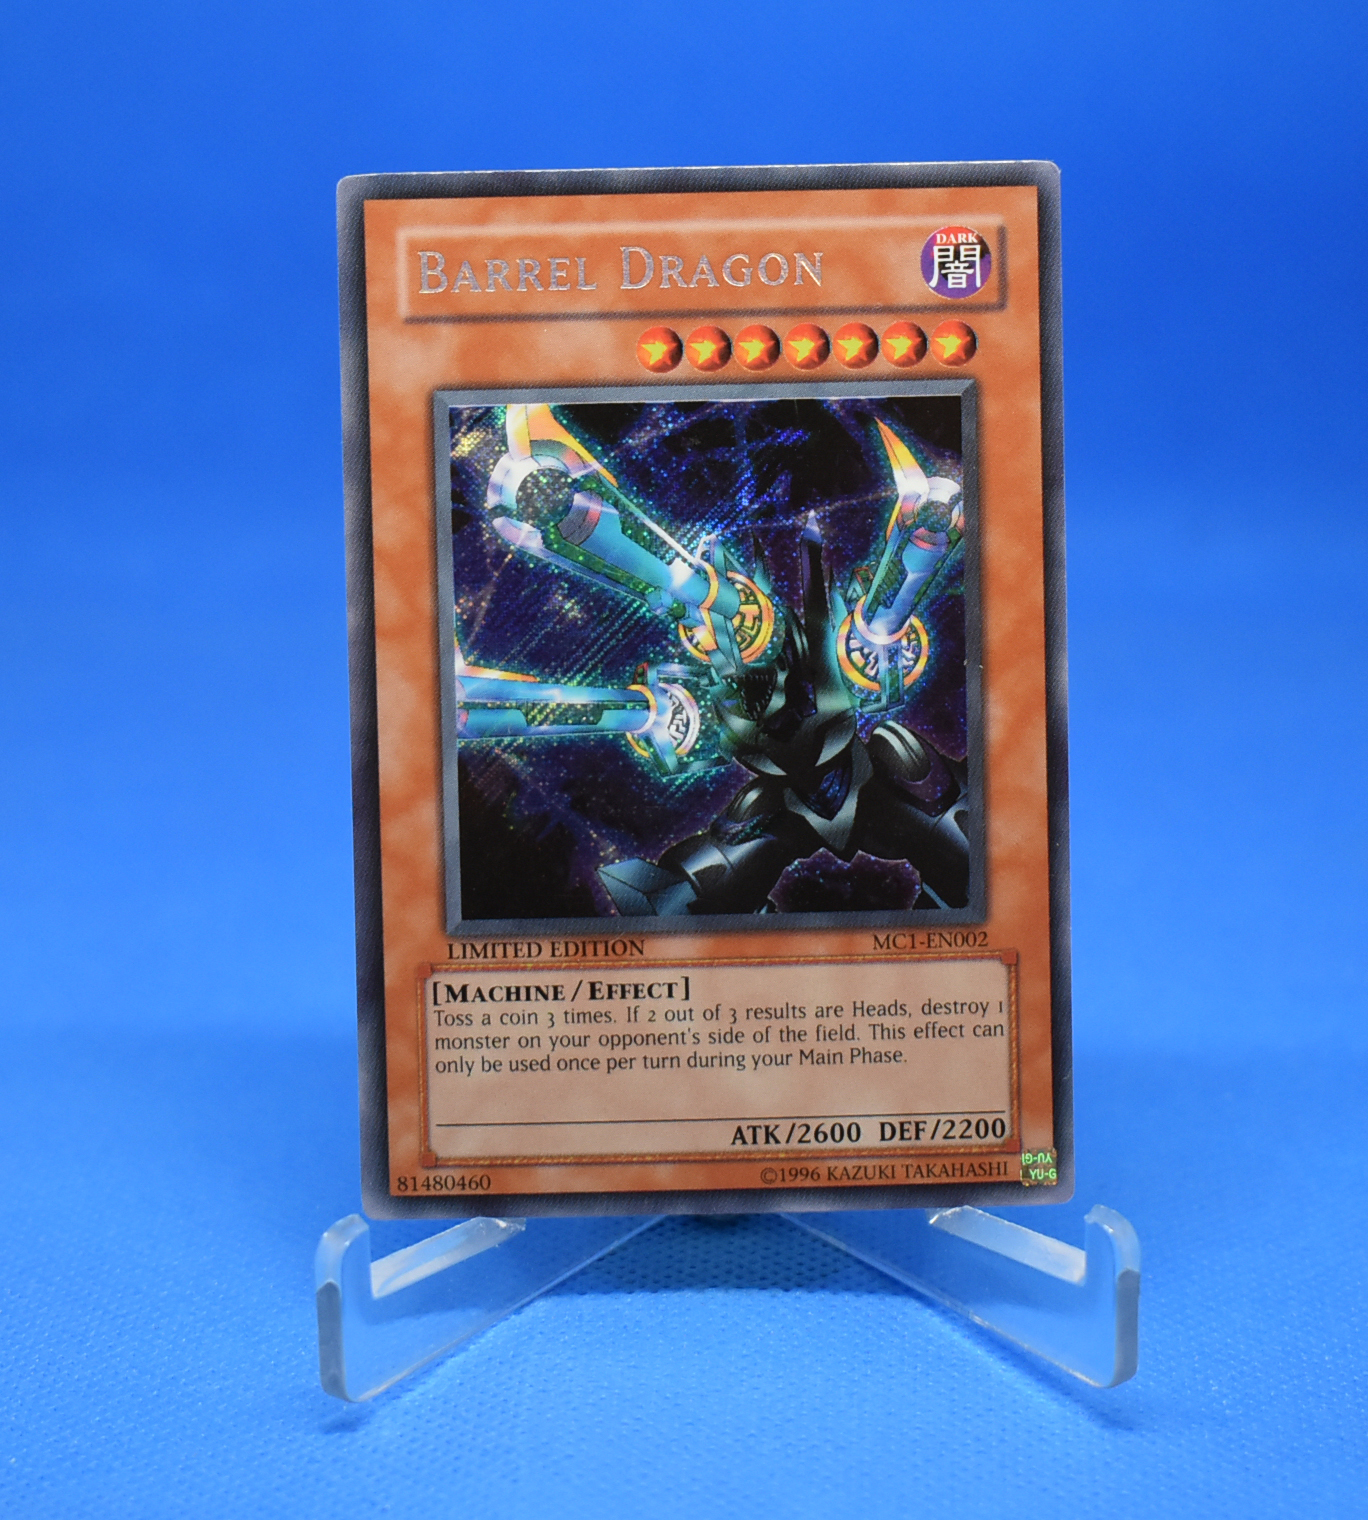 BARREL DRAGON
DARK
闇
LIMITED EDITION
MC1-EN002
[MACHINE/EFFECT]
Toss a coin 3 times. If 2 out of 3 results are Heads, destroy 1
monster on your opponent's side of the field. This effect can
only be used once per turn during your Main Phase.
ATK/2600 DEF/2200
81480460
©1996 KAZUKI TAKAHASHI
YU-G